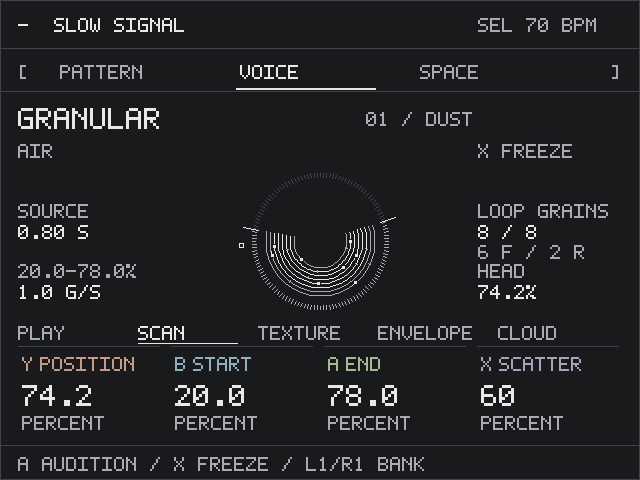 — SLOW SIGNAL SEL 70 BPM
[ PATTERN VOICE SPACE ]
GRANULAR 01 / DUST
AIR X FREEZE
SOURCE LOOP GRAINS
0.80 S 8 / 8
6 F / 2 R
20.0-78.0% HEAD
1.0 G/S 74.2%
PLAY SCAN TEXTURE ENVELOPE CLOUD
Y POSITION B START A END X SCATTER
74.2 20.0 78.0 60
PERCENT PERCENT PERCENT PERCENT
A AUDITION / X FREEZE / L1/R1 BANK